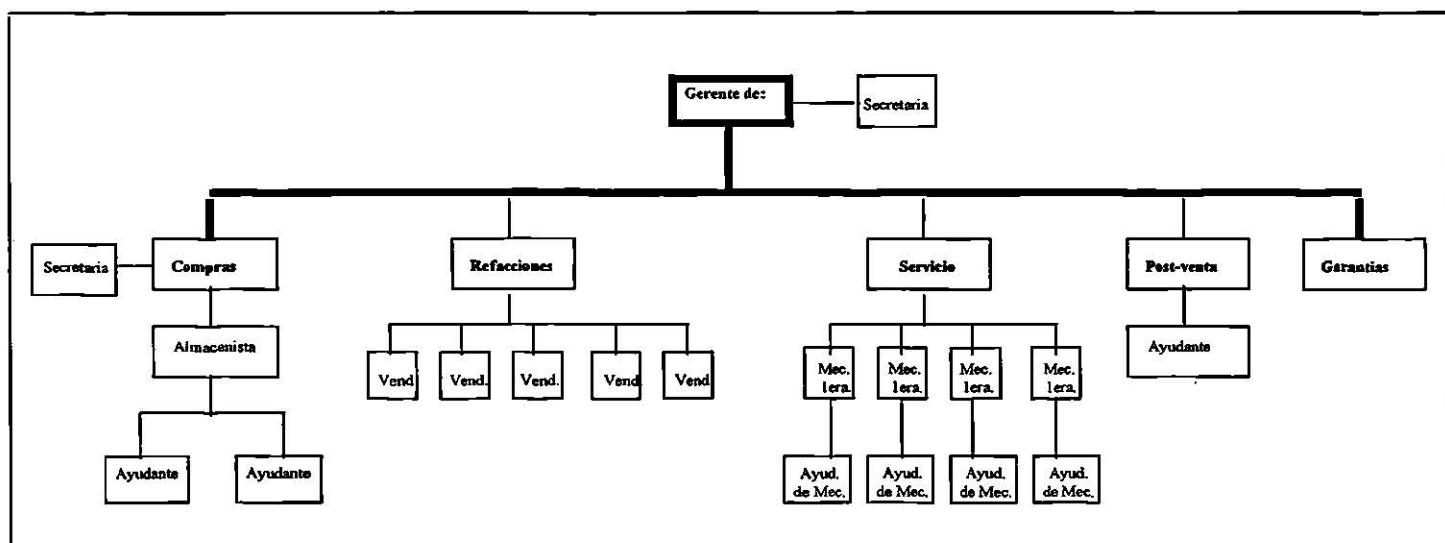 Gerente de:
Secretaria
Secretaria
Compras
Refacciones
Servicio
Post-venta
Garantias
Almacenista
Ayudante
Vend
Vend.
Vend.
Vend
Vend
Mec.
1era.
Mec.
1era.
Mec.
1era.
Mec.
1era.
Ayudante
Ayudante
Ayud.
de Mec.
Ayud.
de Mec.
Ayud.
de Mec.
Ayud.
de Mec.